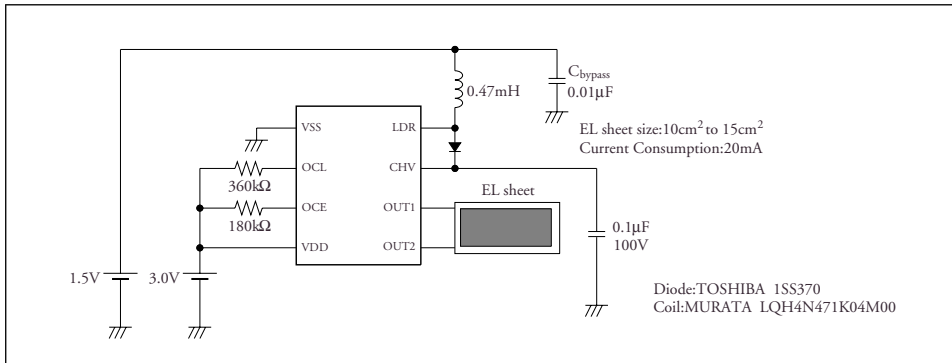 C bypass
0.01μF
0.47mH
EL sheet size:10cm² to 15cm²
Current Consumption:20mA
VSS
LDR
OCL
CHV
360kΩ
EL sheet
OCE
OUT1
180kΩ
0.1μF
100V
VDD
OUT2
1.5V
3.0V
Diode:TOSHIBA 1SS370
Coil:MURATA LQH4N471K04M00